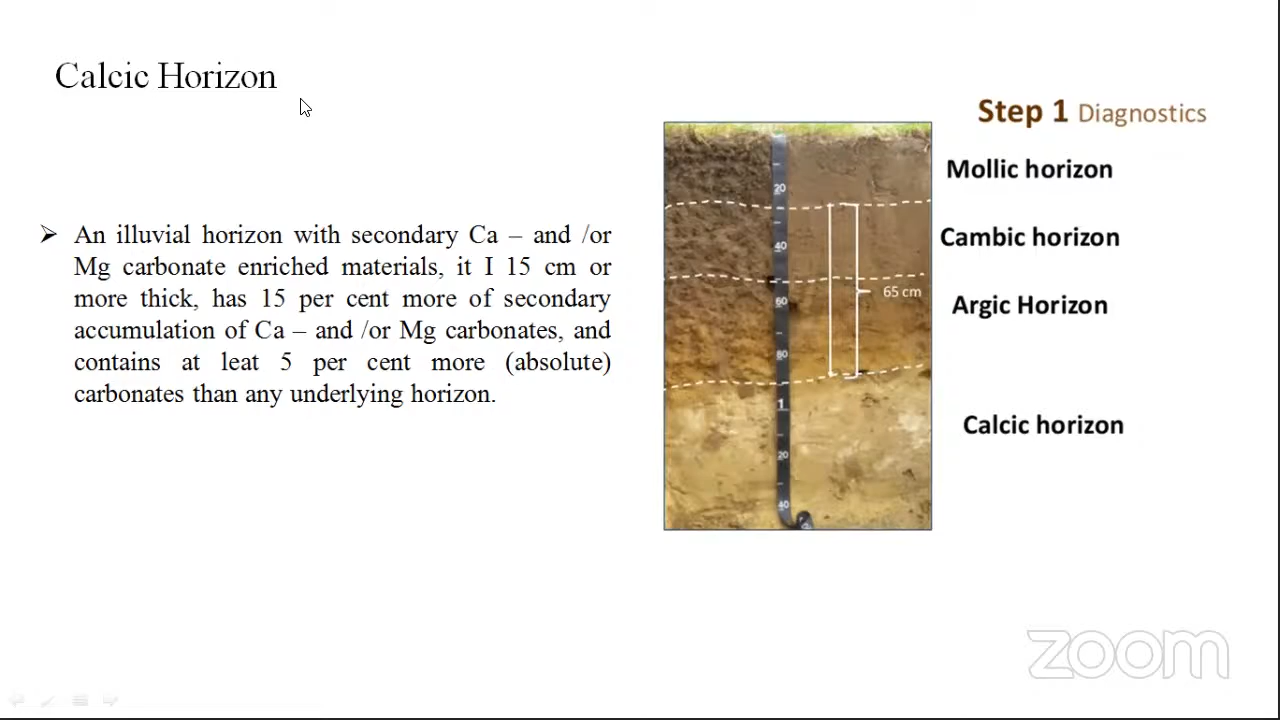 Calcic Horizon
Step 1 Diagnostics
Mollic horizon
Cambic horizon
Argic Horizon
Calcic horizon
➢ An illuvial horizon with secondary Ca – and /or
Mg carbonate enriched materials, it I 15 cm or
more thick, has 15 per cent more of secondary
accumulation of Ca – and /or Mg carbonates, and
contains at leat 5 per cent more (absolute)
carbonates than any underlying horizon.
20
40
60
80
1
20
40
65 cm
zoom